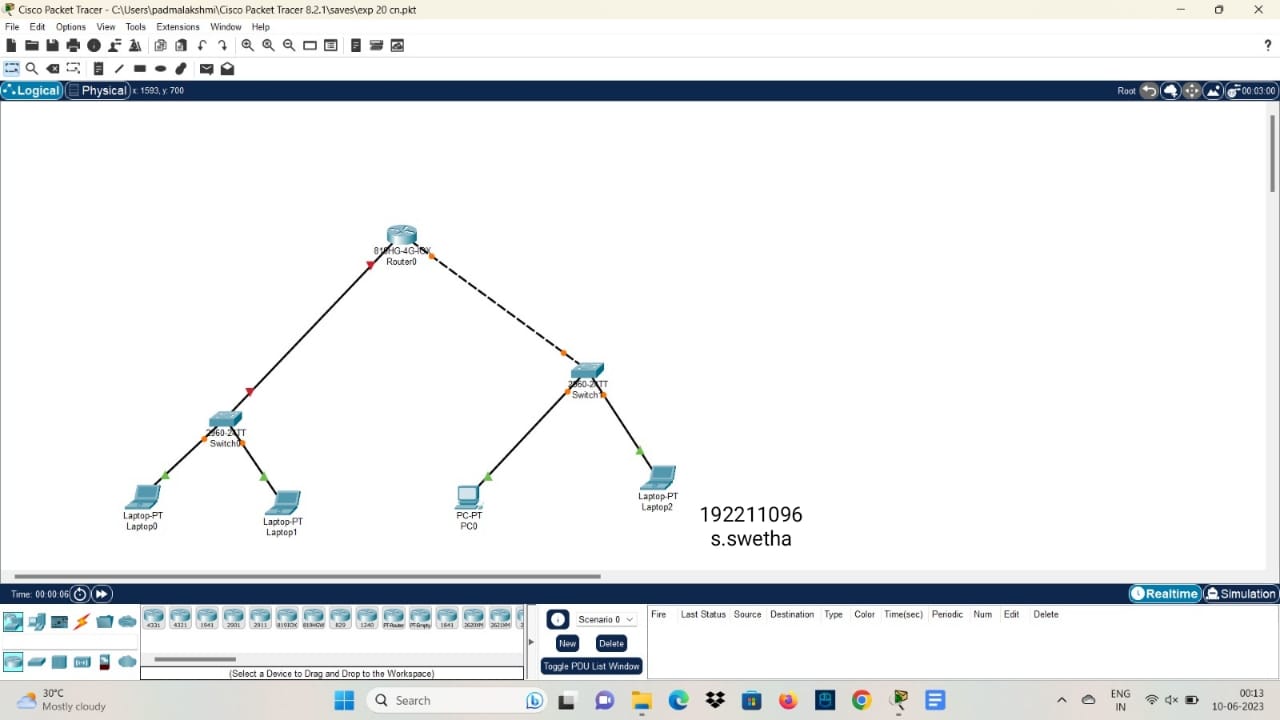 Cisco Packet Tracer - C:\Users\padmalakshmi\Cisco Packet Tracer 8.2.1\saves\exp 20 cn.pkt
File Edit Options View Tools Extensions Window Help
Logical Physical x: 1593, y: 700 Root 00:03:00
819HG-4G-IOX
Router0
2960-24TT
Switch1
2960-24TT
Switch0
Laptop-PT
Laptop0
Laptop-PT
Laptop1
PC-PT
PC0
Laptop-PT
Laptop2
192211096
s.swetha
Time: 00:00:06 Realtime Simulation
4331 4321 1941 2901 2911 819IOX 819HGW 829 1240 PT-Router PT-Empty 1841 2620XM 2621XM
(Select a Device to Drag and Drop to the Workspace)
Scenario 0
New Delete
Toggle PDU List Window
Fire Last Status Source Destination Type Color Time(sec) Periodic Num Edit Delete
30°C
Mostly cloudy
Search
ENG
IN
00:13
10-06-2023